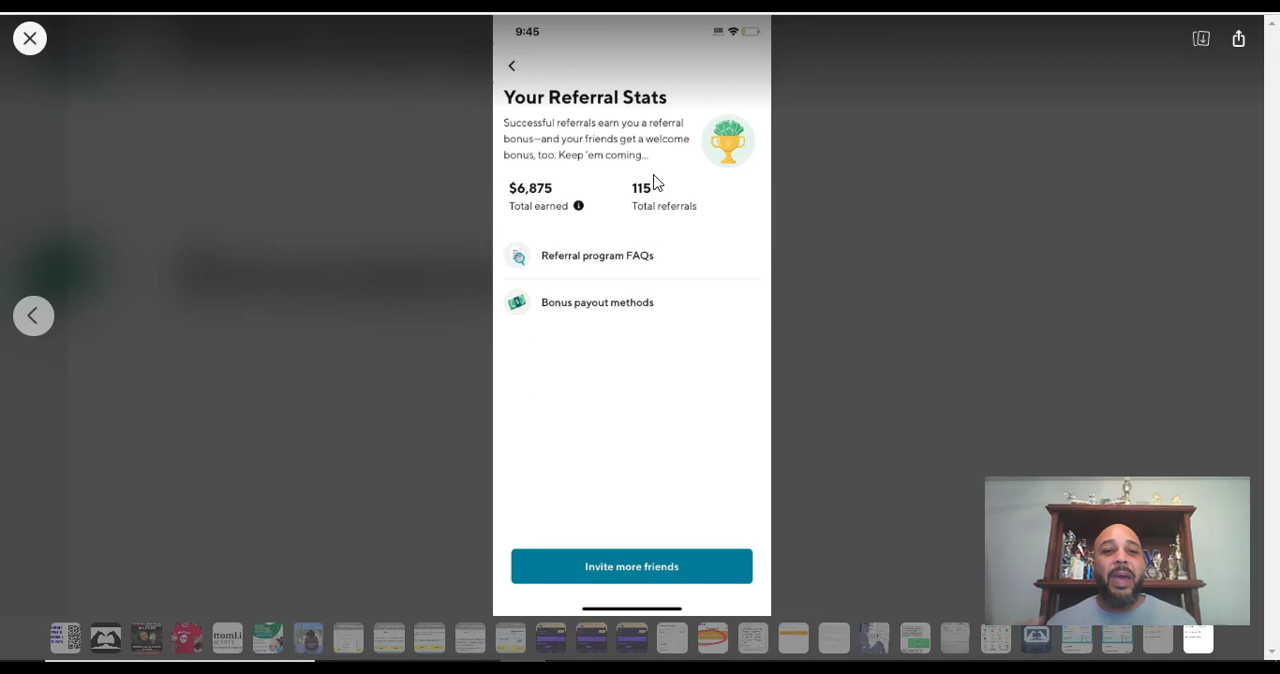 9:45
SOS
Your Referral Stats
Successful referrals earn you a referral
bonus—and your friends get a welcome
bonus, too. Keep 'em coming...
$6,875
115
Total earned
Total referrals
Referral program FAQs
Bonus payout methods
Invite more friends